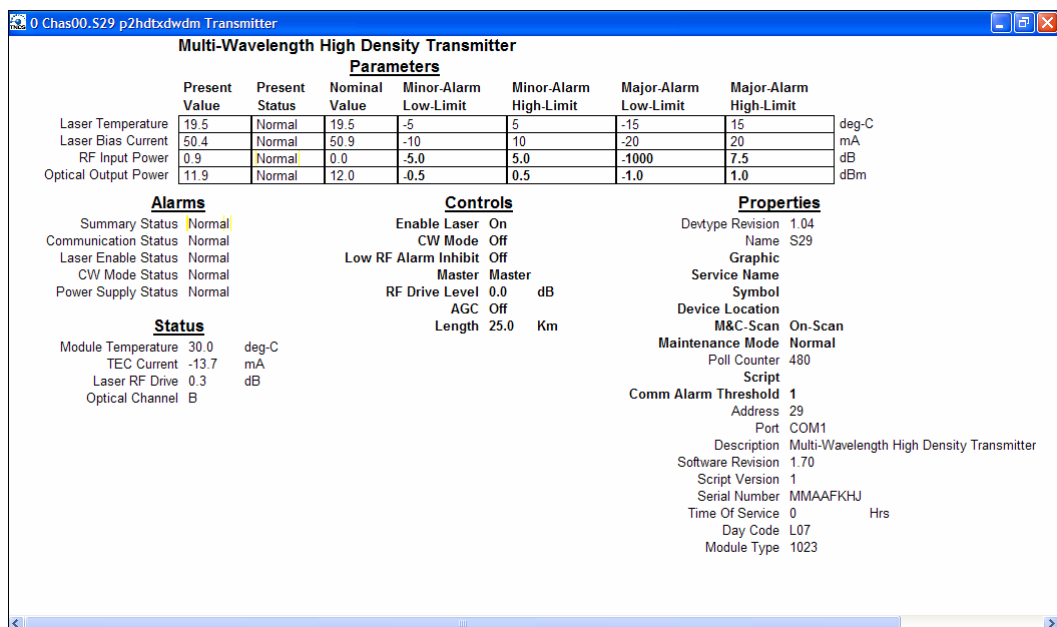 0 Chas00.S29 p2hdtxdwdm Transmitter
Multi-Wavelength High Density Transmitter
Parameters
Present Value Present Status Nominal Value Minor-Alarm Low-Limit Minor-Alarm High-Limit Major-Alarm Low-Limit Major-Alarm High-Limit
Laser Temperature 19.5 Normal 19.5 -5 5 -15 15 deg-C
Laser Bias Current 50.4 Normal 50.9 -10 10 -20 20 mA
RF Input Power 0.9 Normal 0.0 -5.0 5.0 -1000 7.5 dB
Optical Output Power 11.9 Normal 12.0 -0.5 0.5 -1.0 1.0 dBm
Alarms
Summary Status Normal
Communication Status Normal
Laser Enable Status Normal
CW Mode Status Normal
Power Supply Status Normal
Status
Module Temperature 30.0 deg-C
TEC Current -13.7 mA
Laser RF Drive 0.3 dB
Optical Channel B
Controls
Enable Laser On
CW Mode Off
Low RF Alarm Inhibit Off
Master Master
RF Drive Level 0.0 dB
AGC Off
Length 25.0 Km
Properties
Devtype Revision 1.04
Name S29
Graphic
Service Name
Symbol
Device Location
M&C-Scan On-Scan
Maintenance Mode Normal
Poll Counter 480
Script
Comm Alarm Threshold 1
Address 29
Port COM1
Description Multi-Wavelength High Density Transmitter
Software Revision 1.70
Script Version 1
Serial Number MMAAFKHJ
Time Of Service 0 Hrs
Day Code L07
Module Type 1023